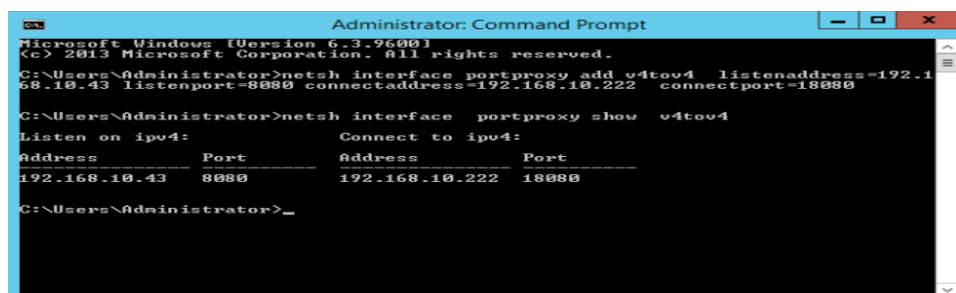 Administrator: Command Prompt
Microsoft Windows [Version 6.3.9600]
(c) 2013 Microsoft Corporation. All rights reserved.
C:\Users\Administrator>netsh interface portproxy add v4tov4  listenaddress=192.1
68.10.43 listenport=8080 connectaddress=192.168.10.222  connectport=18080
C:\Users\Administrator>netsh interface  portproxy show  v4tov4
Listen on ipv4:             Connect to ipv4:
Address         Port        Address         Port
--------------- ----------  --------------- ----------
192.168.10.43   8080        192.168.10.222  18080
C:\Users\Administrator>_